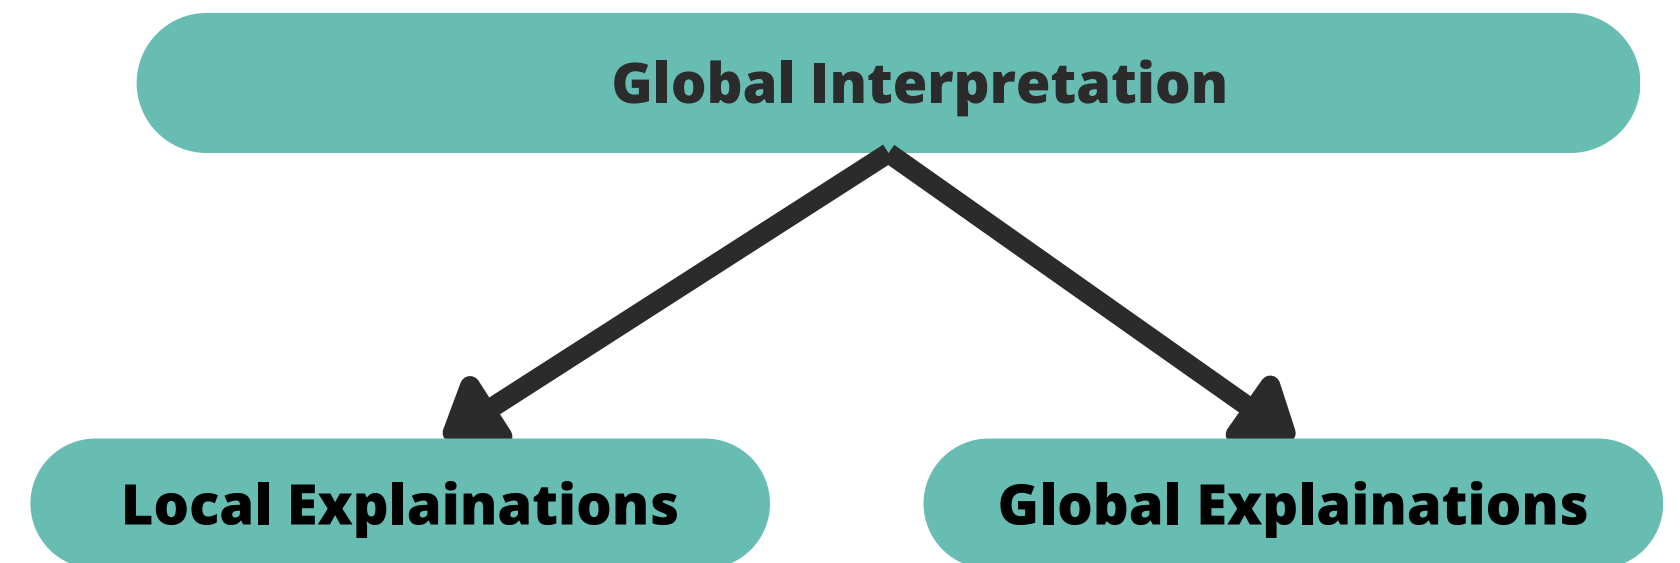 Global Interpretation
Local Explainations
Global Explainations